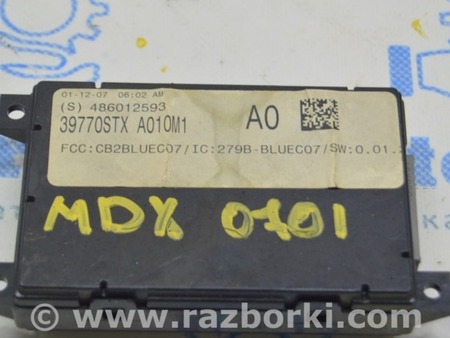 01-12-07 06:02 AM
(S) 486012593
39770STX A010M1 A0
FCC:CB2BLUEC07/IC:279B-BLUEC07/SW:0.01.
MDX 0701
www.razborki.com